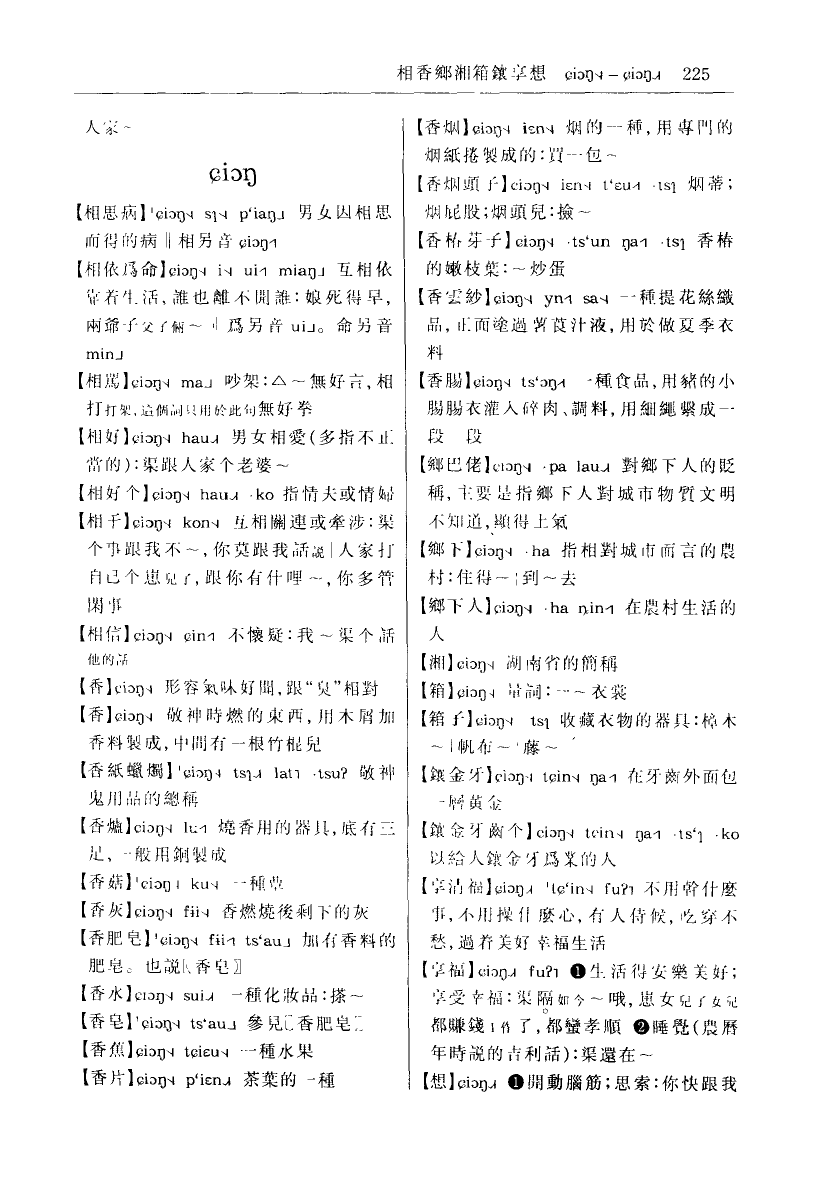 相香鄉湘箱鑲享想 ɕiɔŋ˧˨ – ɕiɔŋ˨˦ 225
人家~
ɕiɔŋ
【相思病】ˈɕiɔŋ˧˨ sɿ˧˨ pʻiaŋ˩ 男女因相思
而得的病‖相另音 ɕiɔŋ
【相依爲命】ɕiɔŋ˧˨ i˧˨ ui miaŋ˩ 互相依
靠着生活,誰也離不開誰:娘死得早,
兩爺子父子倆~‖爲另音 ui˩。命另音
min˩
【相罵】ɕiɔŋ˧˨ ma˩ 吵架:△~無好言,相
打打架,這個詞只用於此句無好拳
【相好】ɕiɔŋ˧˨ hau 男女相愛(多指不正
當的):渠跟人家个老婆~
【相好个】ɕiɔŋ˧˨ hau ·ko 指情夫或情婦
【相干】ɕiɔŋ˧˨ kon˧˨ 互相關連或牽涉:渠
个事跟我不~,你莫跟我話説|人家打
自己个崽兒子,跟你有什哩~,你多管
閑事
【相信】ɕiɔŋ˧˨ ɕin 不懷疑:我~渠个話
他的話
【香】ɕiɔŋ˧˨ 形容氣味好聞,跟“臭”相對
【香】ɕiɔŋ˧˨ 敬神時燃的東西,用木屑加
香料製成,中間有一根竹棍兒
【香紙蠟燭】ˈɕiɔŋ˧˨ tsɿ lat ·tsuʔ 敬神
鬼用品的總稱
【香爐】ɕiɔŋ˧˨ lu 燒香用的器具,底有三
足,一般用銅製成
【香菇】ˈɕiɔŋ ku˧˨ 一種草
【香灰】ɕiɔŋ˧˨ fɨi˧˨ 香燃燒後剩下的灰
【香肥皂】ˈɕiɔŋ˧˨ fɨi tsʻau˩ 加有香料的
肥皂。也説〖香皂〗
【香水】ɕiɔŋ˧˨ sui 一種化妝品:搽~
【香皂】ˈɕiɔŋ˧˨ tsʻau˩ 參見〖香肥皂〗
【香蕉】ɕiɔŋ˧˨ tɕiɛu˧˨ 一種水果
【香片】ɕiɔŋ˧˨ pʻiɛn 茶葉的一種
【香烟】ɕiɔŋ˧˨ iɛn˧˨ 烟的一種,用專門的
烟紙捲製成的:買一包~
【香烟頭子】ɕiɔŋ˧˨ iɛn˧˨ tʻɛu ·tsɿ 烟蒂;
烟屁股;烟頭兒:撿~
【香椿芽子】ɕiɔŋ˧˨ ·tsʻun ŋa ·tsɿ 香椿
的嫩枝葉:~炒蛋
【香雲紗】ɕiɔŋ˧˨ yn sa˧˨ 一種提花絲織
品,正面塗過薯莨汁液,用於做夏季衣
料
【香腸】ɕiɔŋ˧˨ tsʻɔŋ 一種食品,用豬的小
腸腸衣灌入碎肉、調料,用細繩繫成一
段一段
【鄉巴佬】ɕiɔŋ˧˨ ·pa lau 對鄉下人的貶
稱,主要是指鄉下人對城市物質文明
不知道,顯得土氣
【鄉下】ɕiɔŋ˧˨ ·ha 指相對城市而言的農
村:住得~|到~去
【鄉下人】ɕiɔŋ˧˨ ·ha ȵin 在農村生活的
人
【湘】ɕiɔŋ˧˨ 湖南省的簡稱
【箱】ɕiɔŋ˧˨ 量詞:一~衣裳
【箱子】ɕiɔŋ˧˨ tsɿ 收藏衣物的器具:樟木
~|帆布~|藤~
【鑲金牙】ɕiɔŋ˧˨ tɕin˧˨ ŋa 在牙齒外面包
一層黄金
【鑲金牙齒个】ɕiɔŋ˧˨ tɕin˧˨ ŋa ·tsʻɿ ·ko
以給人鑲金牙爲業的人
【享清福】ɕiɔŋ ˈtɕʻin˧˨ fuʔ 不用幹什麼
事,不用操什麼心,有人侍候,吃穿不
愁,過着美好幸福生活
【享福】ɕiɔŋ fuʔ ❶生活得安樂美好;
享受幸福:渠隔如今~哦,崽女兒子女兒
都賺錢工作了,都蠻孝順 ❷睡覺(農曆
年時説的吉利話):渠還在~
【想】ɕiɔŋ ❶開動腦筋;思索:你快跟我